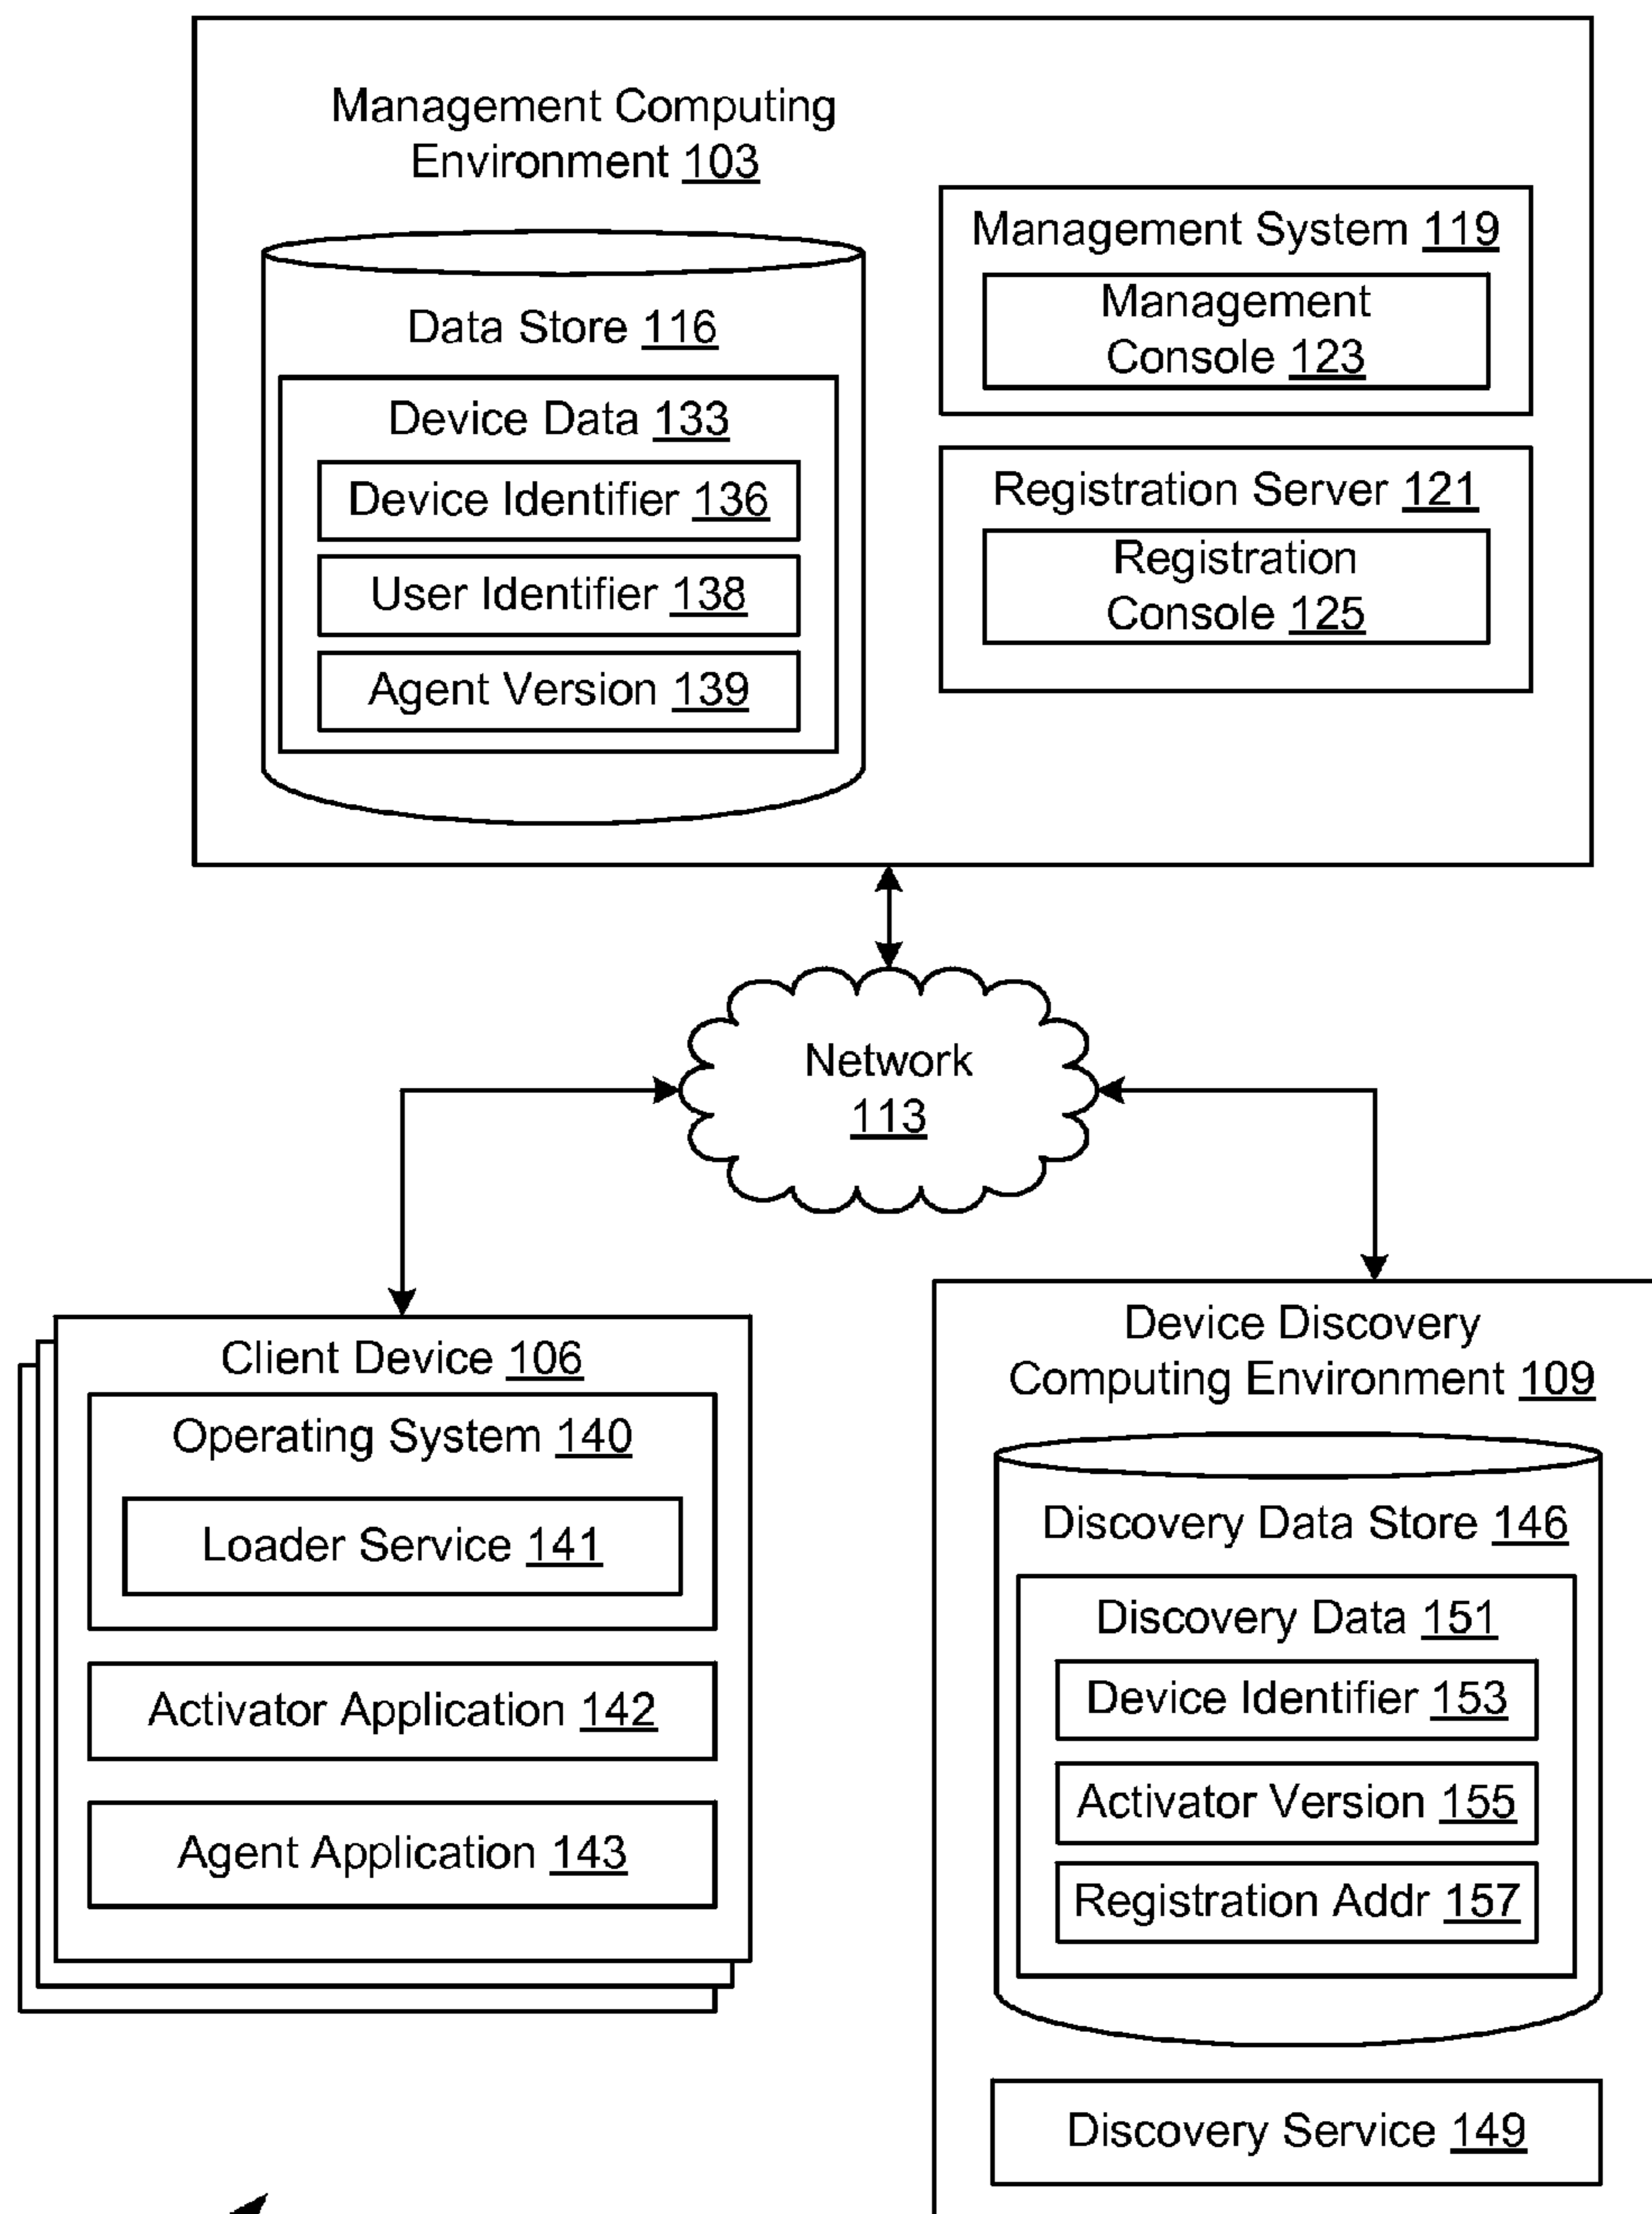 Management Computing
Environment 103
Data Store 116
Device Data 133
Device Identifier 136
User Identifier 138
Agent Version 139
Management System 119
Management
Console 123
Registration Server 121
Registration
Console 125
Network
113
Client Device 106
Operating System 140
Loader Service 141
Activator Application 142
Agent Application 143
Device Discovery
Computing Environment 109
Discovery Data Store 146
Discovery Data 151
Device Identifier 153
Activator Version 155
Registration Addr 157
Discovery Service 149